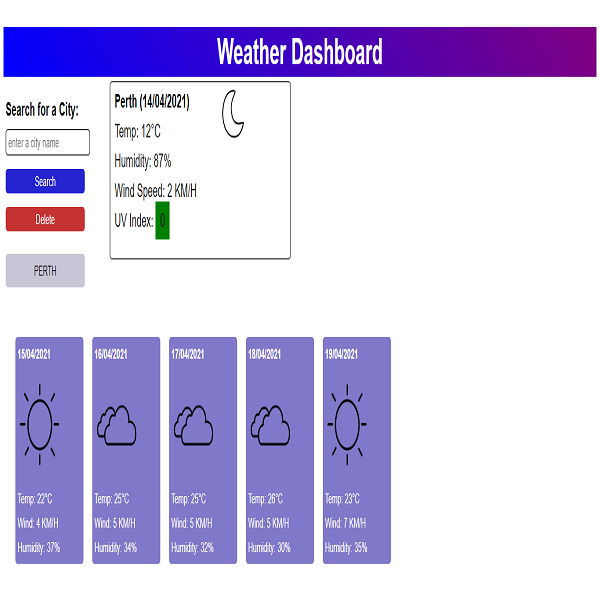 Weather Dashboard
Search for a City:
enter a city name
Search
Delete
PERTH
Perth (14/04/2021)
Temp: 12°C
Humidity: 87%
Wind Speed: 2 KM/H
UV Index: 0
15/04/2021
Temp: 22°C
Wind: 4 KM/H
Humidity: 37%
16/04/2021
Temp: 25°C
Wind: 5 KM/H
Humidity: 34%
17/04/2021
Temp: 25°C
Wind: 5 KM/H
Humidity: 32%
18/04/2021
Temp: 26°C
Wind: 5 KM/H
Humidity: 30%
19/04/2021
Temp: 23°C
Wind: 7 KM/H
Humidity: 35%